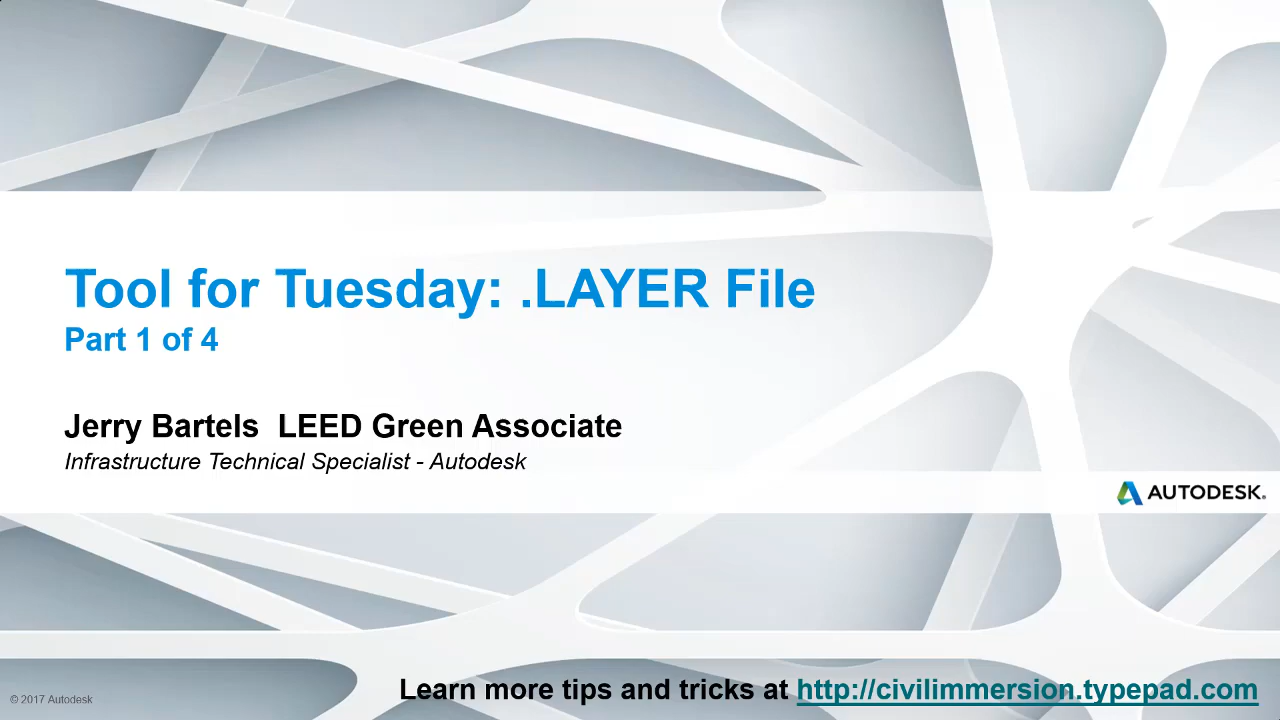 Tool for Tuesday: .LAYER File
Part 1 of 4
Jerry Bartels  LEED Green Associate
Infrastructure Technical Specialist - Autodesk
AUTODESK.
Learn more tips and tricks at http://civilimmersion.typepad.com
© 2017 Autodesk